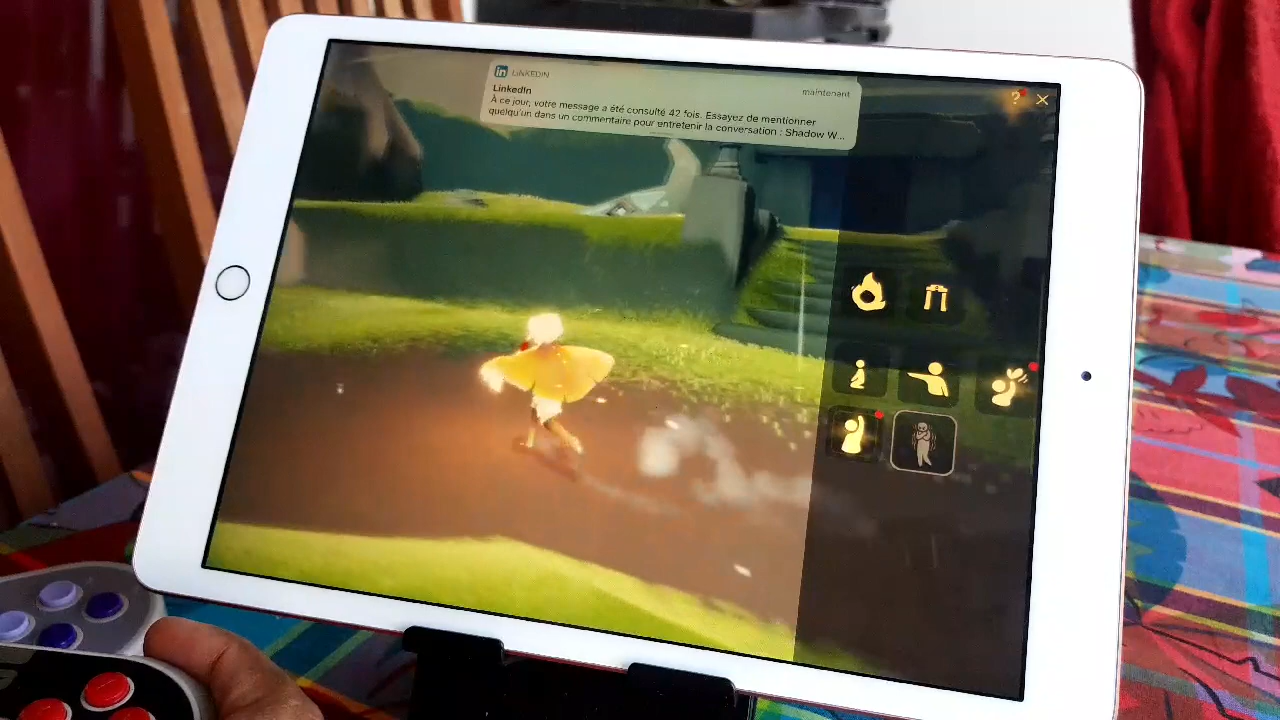 in LINKEDIN
maintenant
LinkedIn
À ce jour, votre message a été consulté 42 fois. Essayez de mentionner
quelqu'un dans un commentaire pour entretenir la conversation : Shadow W...
?